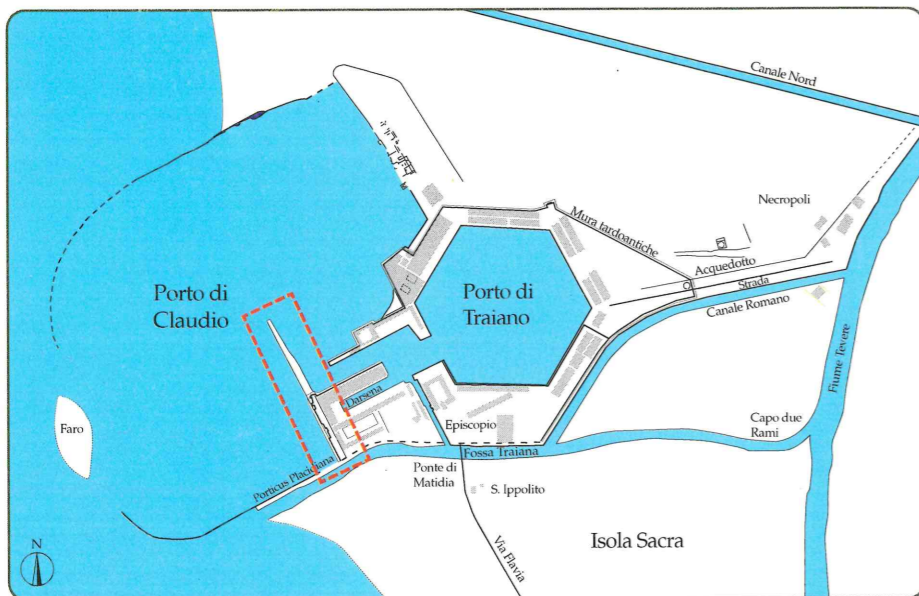 Canale Nord
Necropoli
Mura tardoantiche
Acquedotto
Strada
Canale Romano
Porto di
Claudio
Porto di
Traiano
Fiume Tevere
Darsena
Episcopio
Capo due
Rami
Faro
Porticus Placidiana
Fossa Traiana
Ponte di
Matidia
S. Ippolito
Via Flavia
Isola Sacra
N